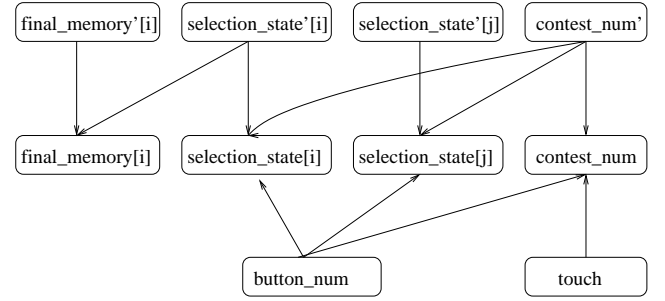 final_memory’[i]
selection_state’[i]
selection_state’[j]
contest_num’
final_memory[i]
selection_state[i]
selection_state[j]
contest_num
button_num
touch